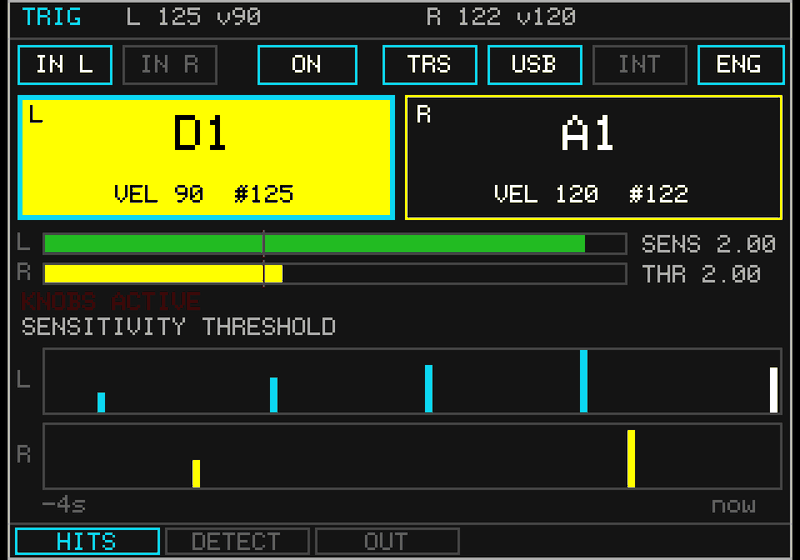 TRIG L 125 v90 R 122 v120
IN L IN R ON TRS USB INT ENG
L D1 R A1
VEL 90 #125 VEL 120 #122
L SENS 2.00
R THR 2.00
KNOBS ACTIVE
SENSITIVITY THRESHOLD
L
R
-4s now
HITS DETECT OUT